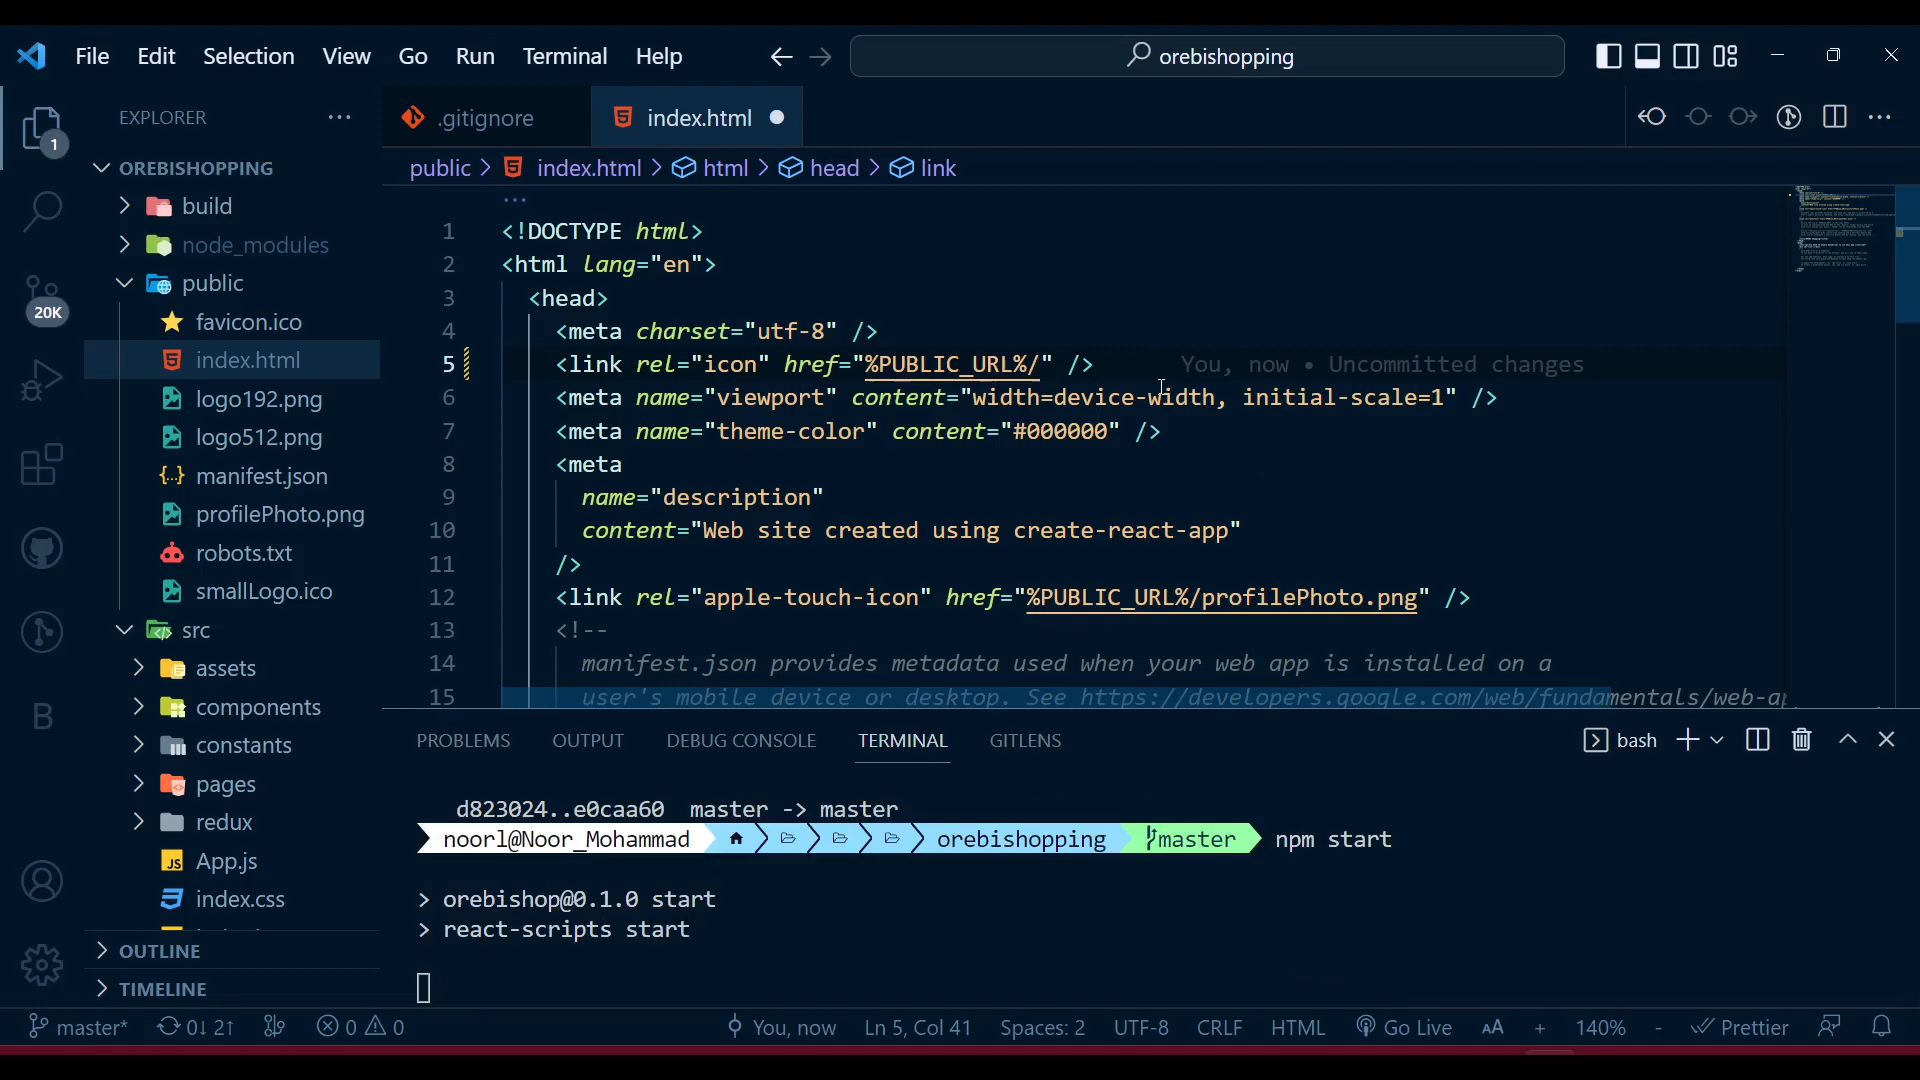 File Edit Selection View Go Run Terminal Help orebishopping
EXPLORER
1
.gitignore index.html
OREBISHOPPING
public > index.html > html > head > link
build
node_modules
public
favicon.ico
index.html
logo192.png
logo512.png
manifest.json
profilePhoto.png
robots.txt
smallLogo.ico
src
assets
components
constants
pages
redux
App.js
index.css
OUTLINE
TIMELINE
20K
B
1 <!DOCTYPE html>
2 <html lang="en">
3 <head>
4 <meta charset="utf-8" />
5 <link rel="icon" href="%PUBLIC_URL%/" /> You, now • Uncommitted changes
6 <meta name="viewport" content="width=device-width, initial-scale=1" />
7 <meta name="theme-color" content="#000000" />
8 <meta
9 name="description"
10 content="Web site created using create-react-app"
11 />
12 <link rel="apple-touch-icon" href="%PUBLIC_URL%/profilePhoto.png" />
13 <!--
14 manifest.json provides metadata used when your web app is installed on a
15 user's mobile device or desktop. See https://developers.google.com/web/fundamentals/web-ap
PROBLEMS OUTPUT DEBUG CONSOLE TERMINAL GITLENS bash
d823024..e0caa60 master -> master
noorl@Noor_Mohammad orebishopping master npm start
> orebishop@0.1.0 start
> react-scripts start
master* 0↓ 2↑ 0 0 You, now Ln 5, Col 41 Spaces: 2 UTF-8 CRLF HTML Go Live AA + 140% - Prettier